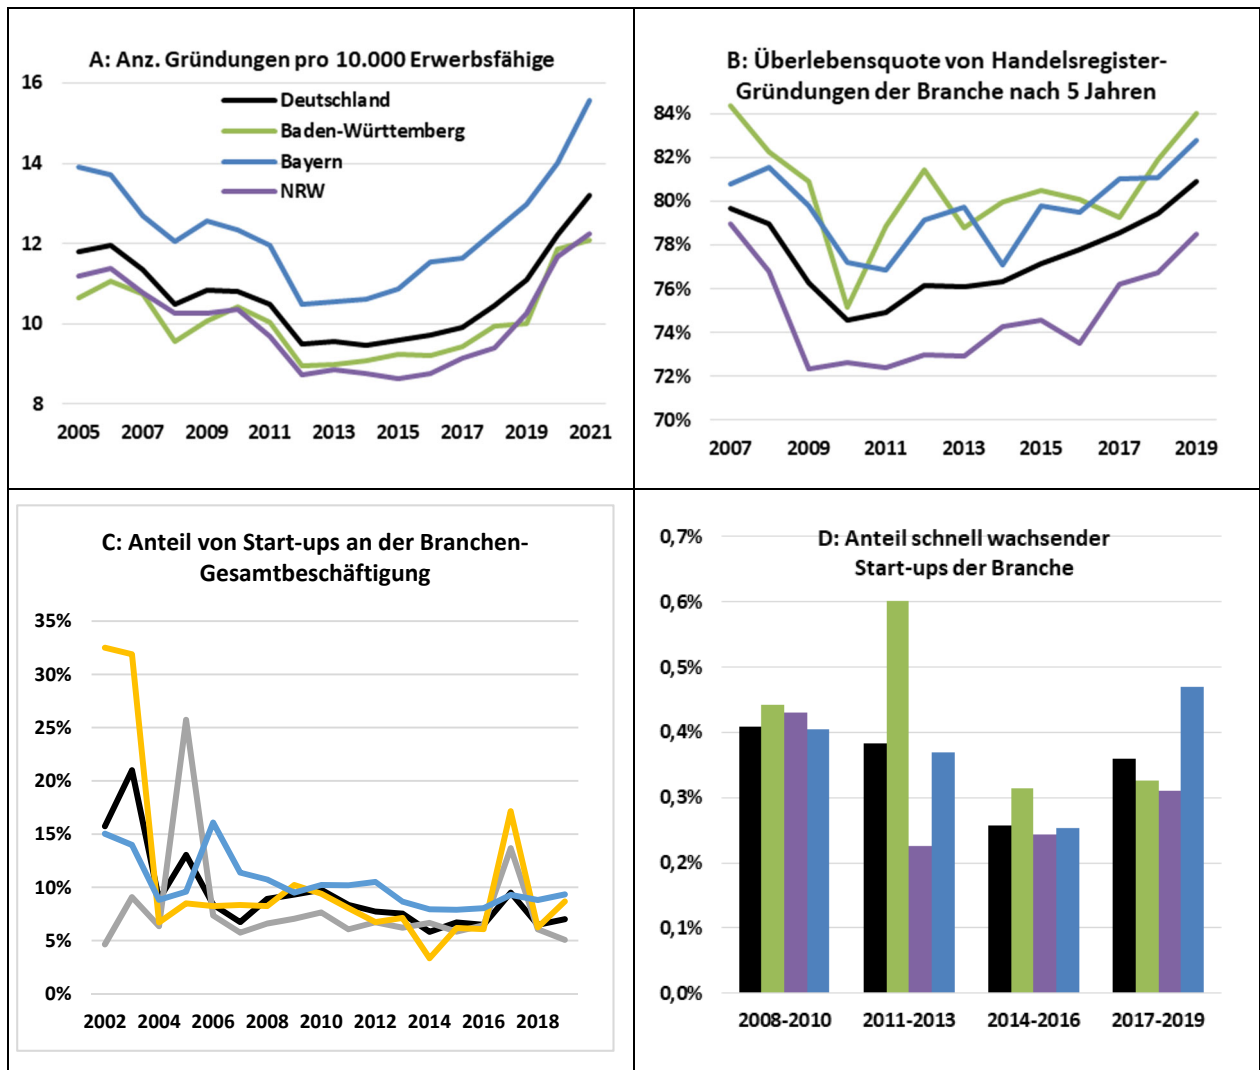 A: Anz. Gründungen pro 10.000 Erwerbsfähige
16
14
12
10
8
Deutschland
Baden-Württemberg
Bayern
NRW
2005 2007 2009 2011 2013 2015 2017 2019 2021
B: Überlebensquote von Handelsregister-
Gründungen der Branche nach 5 Jahren
84%
82%
80%
78%
76%
74%
72%
70%
2007 2009 2011 2013 2015 2017 2019
C: Anteil von Start-ups an der Branchen-
Gesamtbeschäftigung
35%
30%
25%
20%
15%
10%
5%
0%
2002 2004 2006 2008 2010 2012 2014 2016 2018
D: Anteil schnell wachsender
Start-ups der Branche
0,7%
0,6%
0,5%
0,4%
0,3%
0,2%
0,1%
0,0%
2008-2010 2011-2013 2014-2016 2017-2019